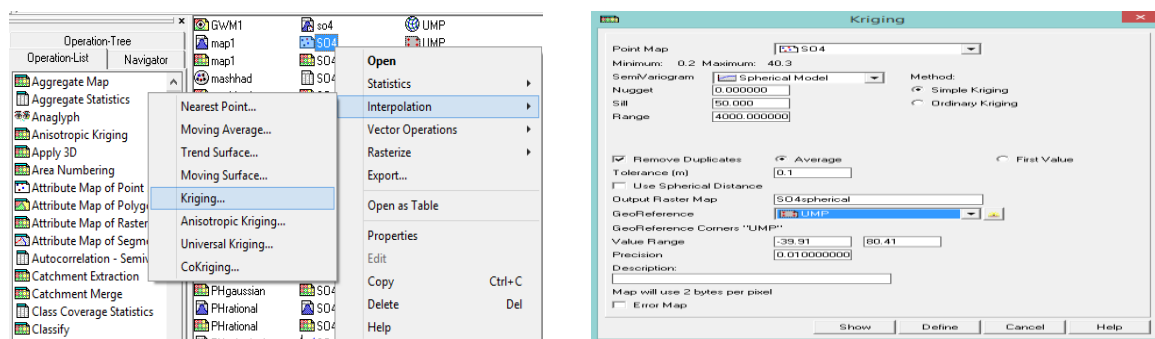 GWM1
so4
UMP
Operation-Tree
map1
SO4
UMP
Operation-List
Navigator
map1
SO4
Open
Aggregate Map
mashhad
SO4
Statistics
Aggregate Statistics
Nearest Point...
Interpolation
Anaglyph
Moving Average...
Vector Operations
Anisotropic Kriging
Trend Surface...
Rasterize
Apply 3D
Moving Surface...
Export...
Area Numbering
Attribute Map of Point
Kriging...
Open as Table
Attribute Map of Polyg
Anisotropic Kriging...
Attribute Map of Raster
Universal Kriging...
Properties
Attribute Map of Segm
CoKriging...
Edit
Autocorrelation - Semiv
Catchment Extraction
Copy Ctrl+C
Catchment Merge
PHgaussian
SO4
Class Coverage Statistics
PHrational
SO4
Delete Del
Classify
PHrational
SO4
Help
Kriging
Point Map SO4
Minimum: 0.2 Maximum: 40.3
SemiVariogram Spherical Model Method:
Nugget 0.000000 Simple Kriging
Sill 50.000 Ordinary Kriging
Range 4000.000000
Remove Duplicates Average First Value
Tolerance (m) 0.1
Use Spherical Distance
Output Raster Map SO4spherical
GeoReference UMP
GeoReference Corners "UMP"
Value Range -39.91 80.41
Precision 0.010000000
Description:
Map will use 2 bytes per pixel
Error Map
Show Define Cancel Help